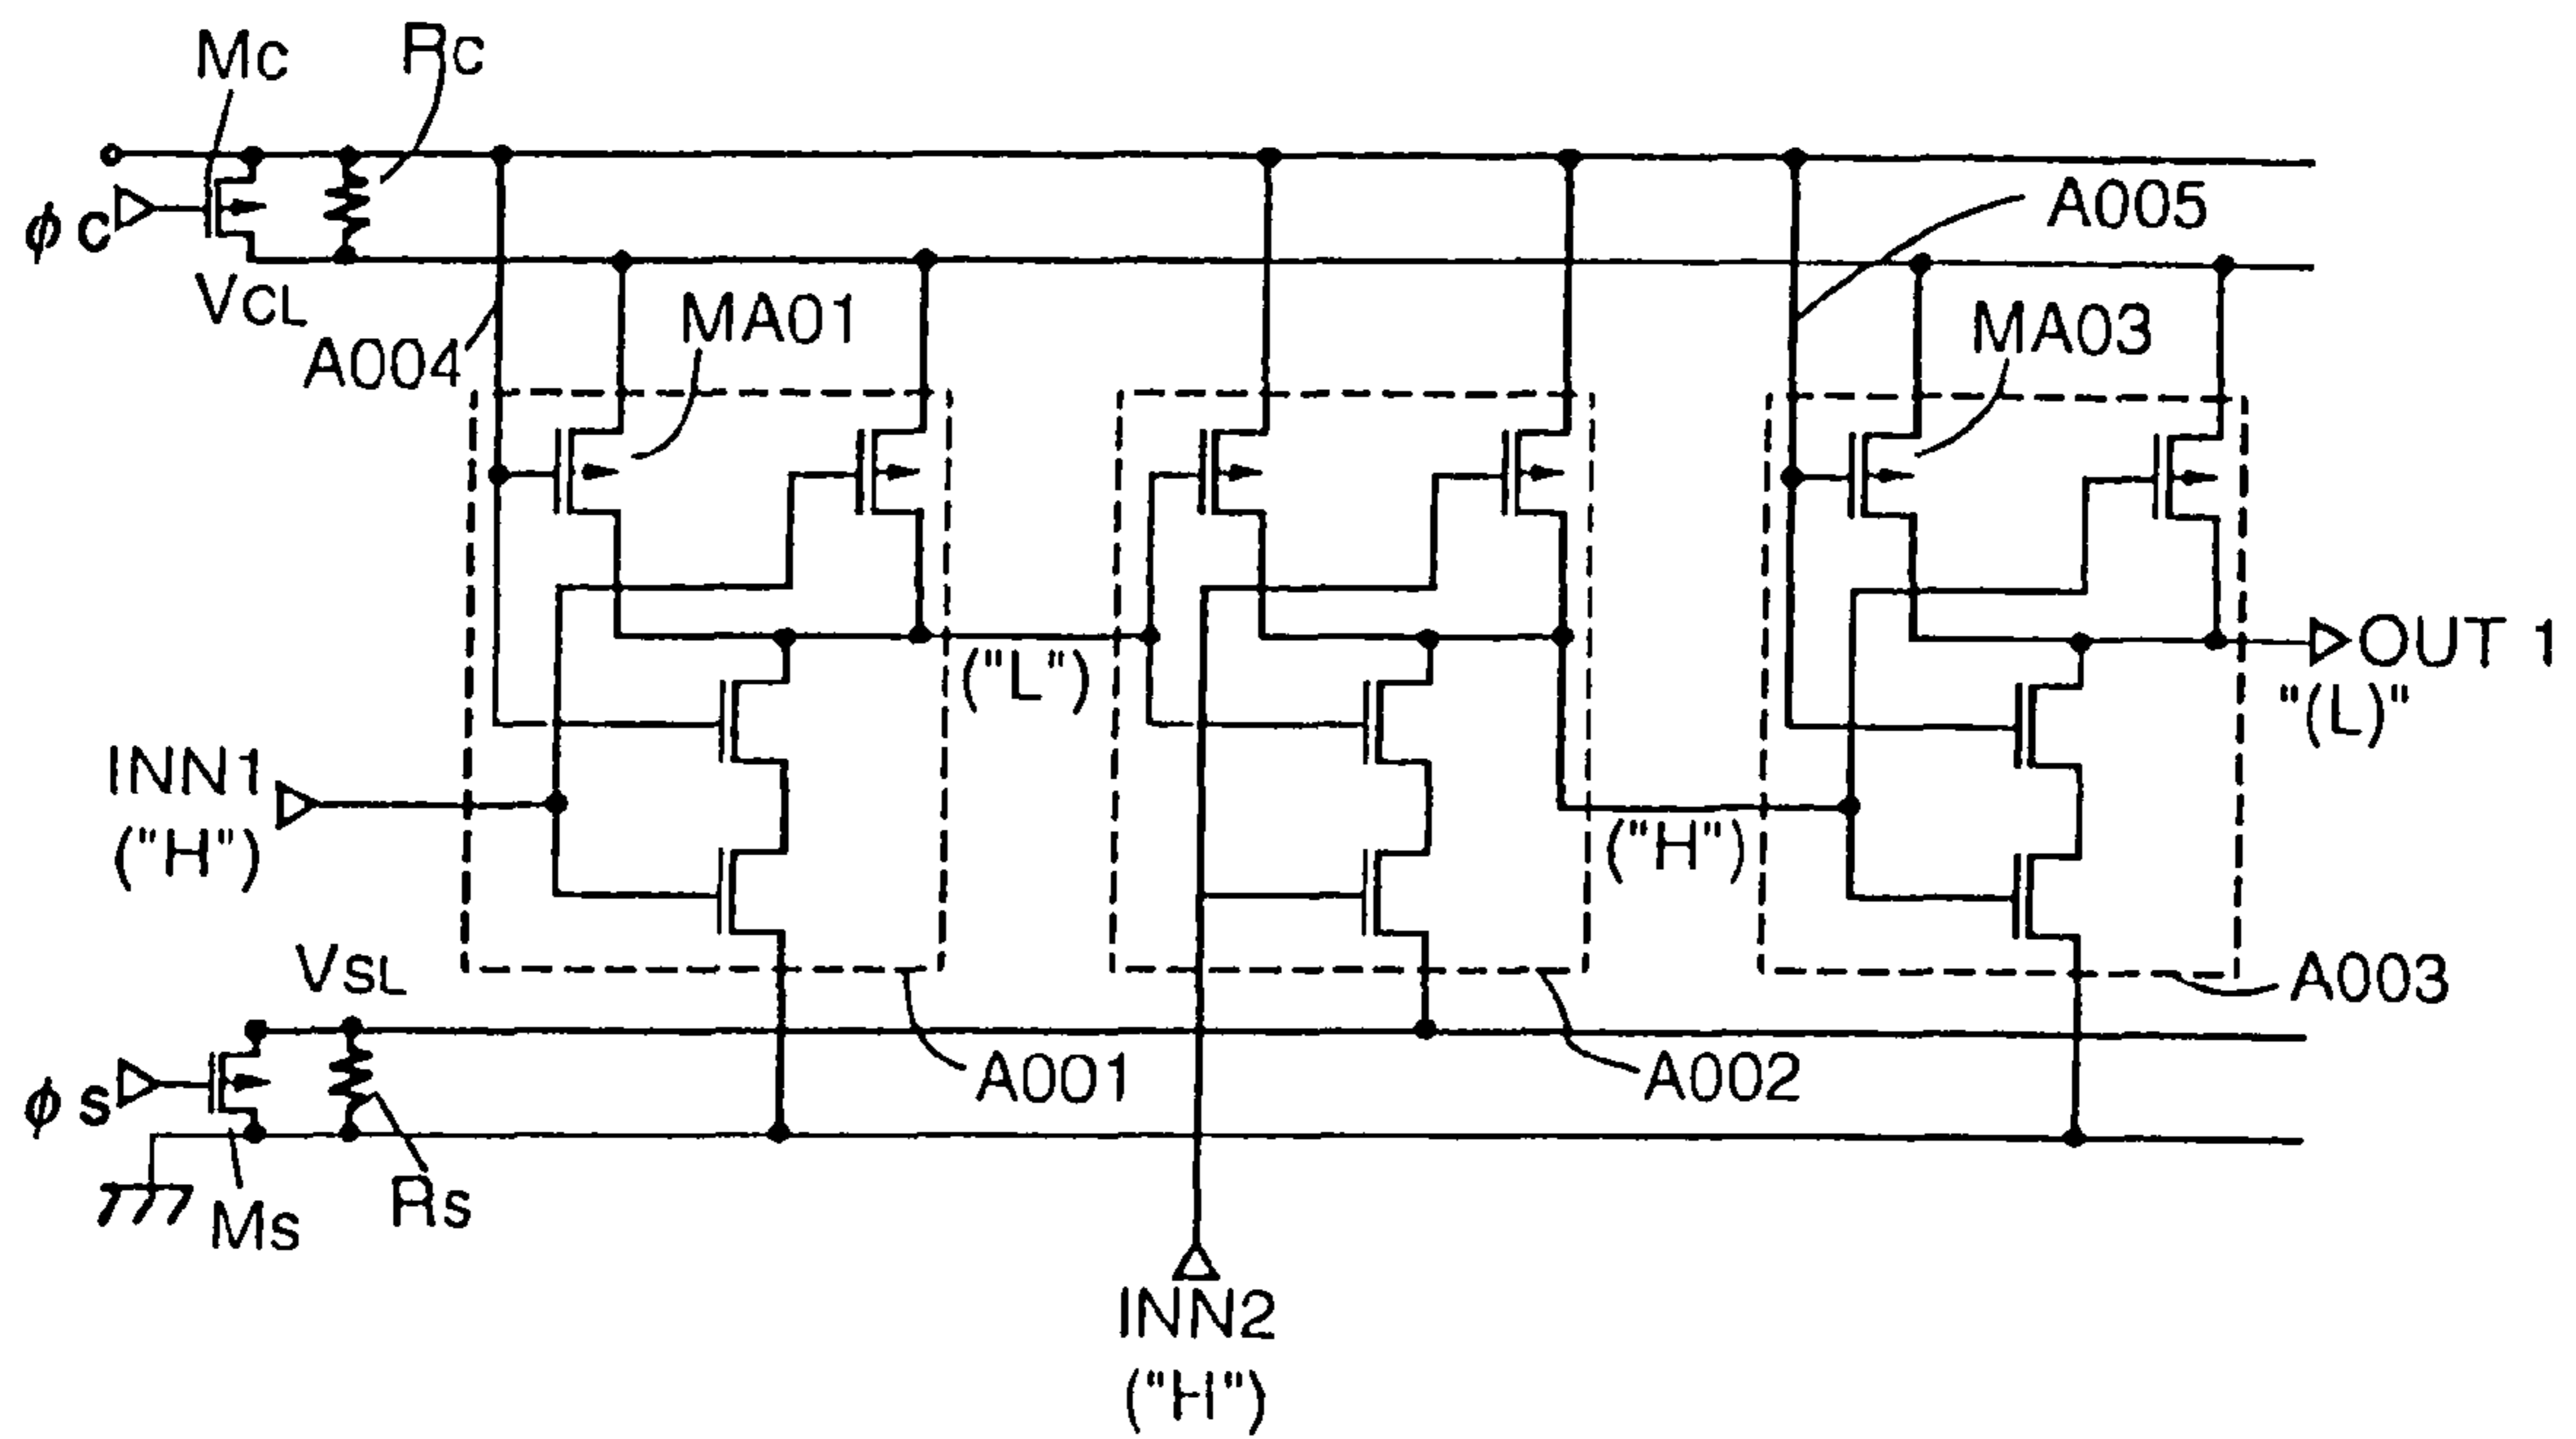 Mc
Rc
φc
A005
VCL
MA01
MA03
A004
("L")
OUT 1
"(L)"
INN1
("H")
("H")
VSL
A003
A001
A002
φs
Rs
Ms
INN2
("H")